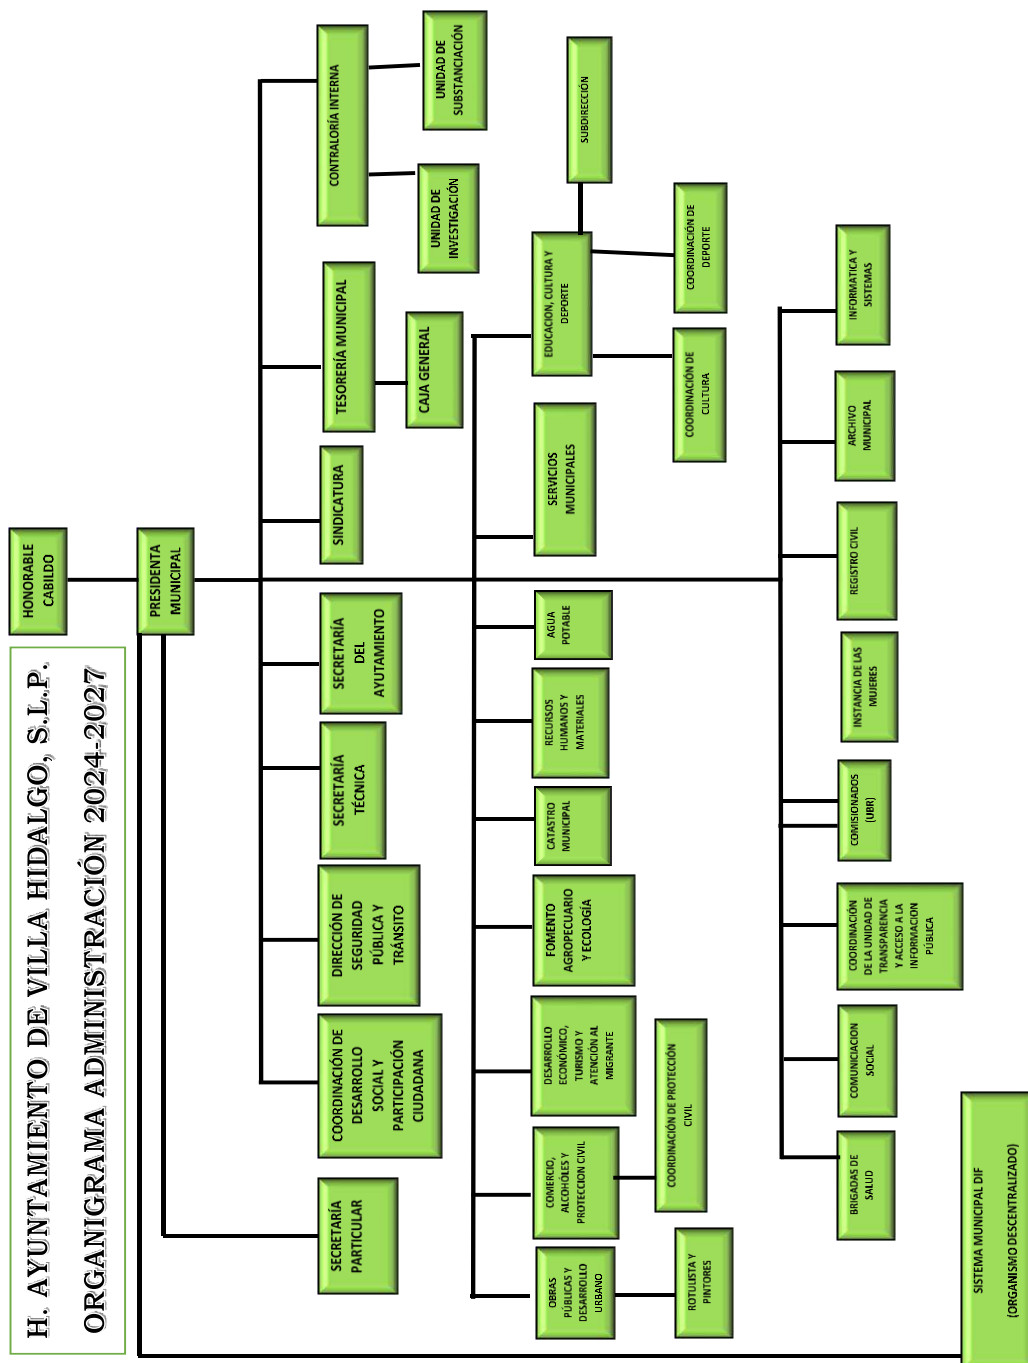 H. AYUNTAMIENTO DE VILLA HIDALGO, S.L.P.
ORGANIGRAMA ADMINISTRACIÓN 2024-2027
HONORABLE
CABILDO
PRESIDENTA
MUNICIPAL
SECRETARÍA
PARTICULAR
COORDINACIÓN DE
DESARROLLO
SOCIAL Y
PARTICIPACIÓN
CIUDADANA
DIRECCIÓN DE
SEGURIDAD
PÚBLICA Y
TRÁNSITO
SECRETARÍA
TÉCNICA
SECRETARÍA
DEL
AYUTAMIENTO
SINDICATURA
TESORERÍA MUNICIPAL
CAJA GENERAL
CONTRALORÍA INTERNA
UNIDAD DE
INVESTIGACIÓN
UNIDAD DE
SUBSTANCIACIÓN
OBRAS
PÚBLICAS Y
DESARROLLO
URBANO
ROTULISTA Y
PINTORES
COMERCIO,
ALCOHÓLES Y
PROTECCION CIVIL
COORDINACIÓN DE PROTECCIÓN
CIVIL
DESARROLLO
ECONÓMICO,
TURISMO Y
ATENCIÓN AL
MIGRANTE
FOMENTO
AGROPECUARIO
Y ECOLOGÍA
CATASTRO
MUNICIPAL
RECURSOS
HUMANOS Y
MATERIALES
AGUA
POTABLE
SERVICIOS
MUNICIPALES
EDUCACION, CULTURA Y
DEPORTE
SUBDIRECCIÓN
COORDINACIÓN DE
CULTURA
COORDINACIÓN DE
DEPORTE
BRIGADAS DE
SALUD
COMUNICIACION
SOCIAL
COORDINACIÓN
DE LA UNIDAD DE
TRANSPARENCIA
Y ACCESO A LA
INFORMACION
PÚBLICA
COMISIONADOS
(UBR)
INSTANCIA DE LAS
MUJERES
REGISTRO CIVIL
ARCHIVO
MUNICIPAL
INFORMATICA Y
SISTEMAS
SISTEMA MUNICIPAL DIF
(ORGANISMO DESCENTRALIZADO)